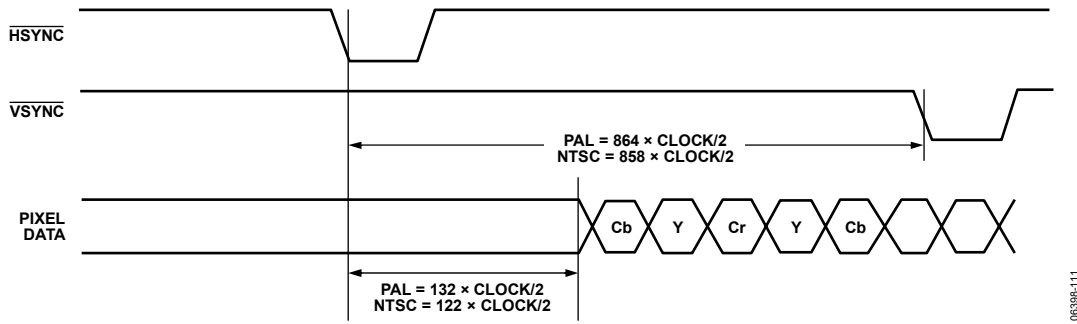 HSYNC
VSYNC
PAL = 864 × CLOCK/2
NTSC = 858 × CLOCK/2
PIXEL
DATA
Cb Y Cr Y Cb
PAL = 132 × CLOCK/2
NTSC = 122 × CLOCK/2
06398-111